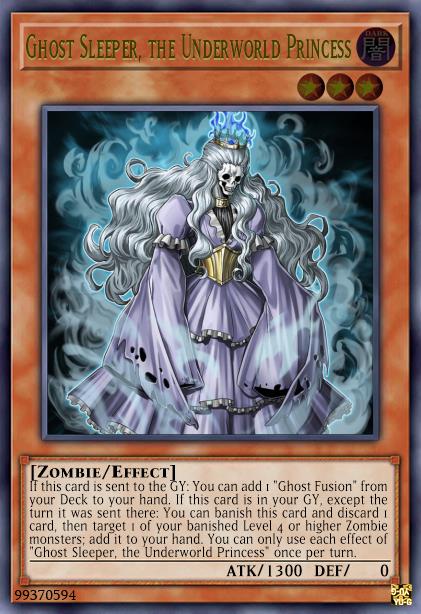 Ghost Sleeper, the Underworld Princess
DARK
闇
[Zombie/Effect]
If this card is sent to the GY: You can add 1 "Ghost Fusion" from
your Deck to your hand. If this card is in your GY, except the
turn it was sent there: You can banish this card and discard 1
card, then target 1 of your banished Level 4 or higher Zombie
monsters; add it to your hand. You can only use each effect of
"Ghost Sleeper, the Underworld Princess" once per turn.
ATK/1300 DEF/ 0
99370594